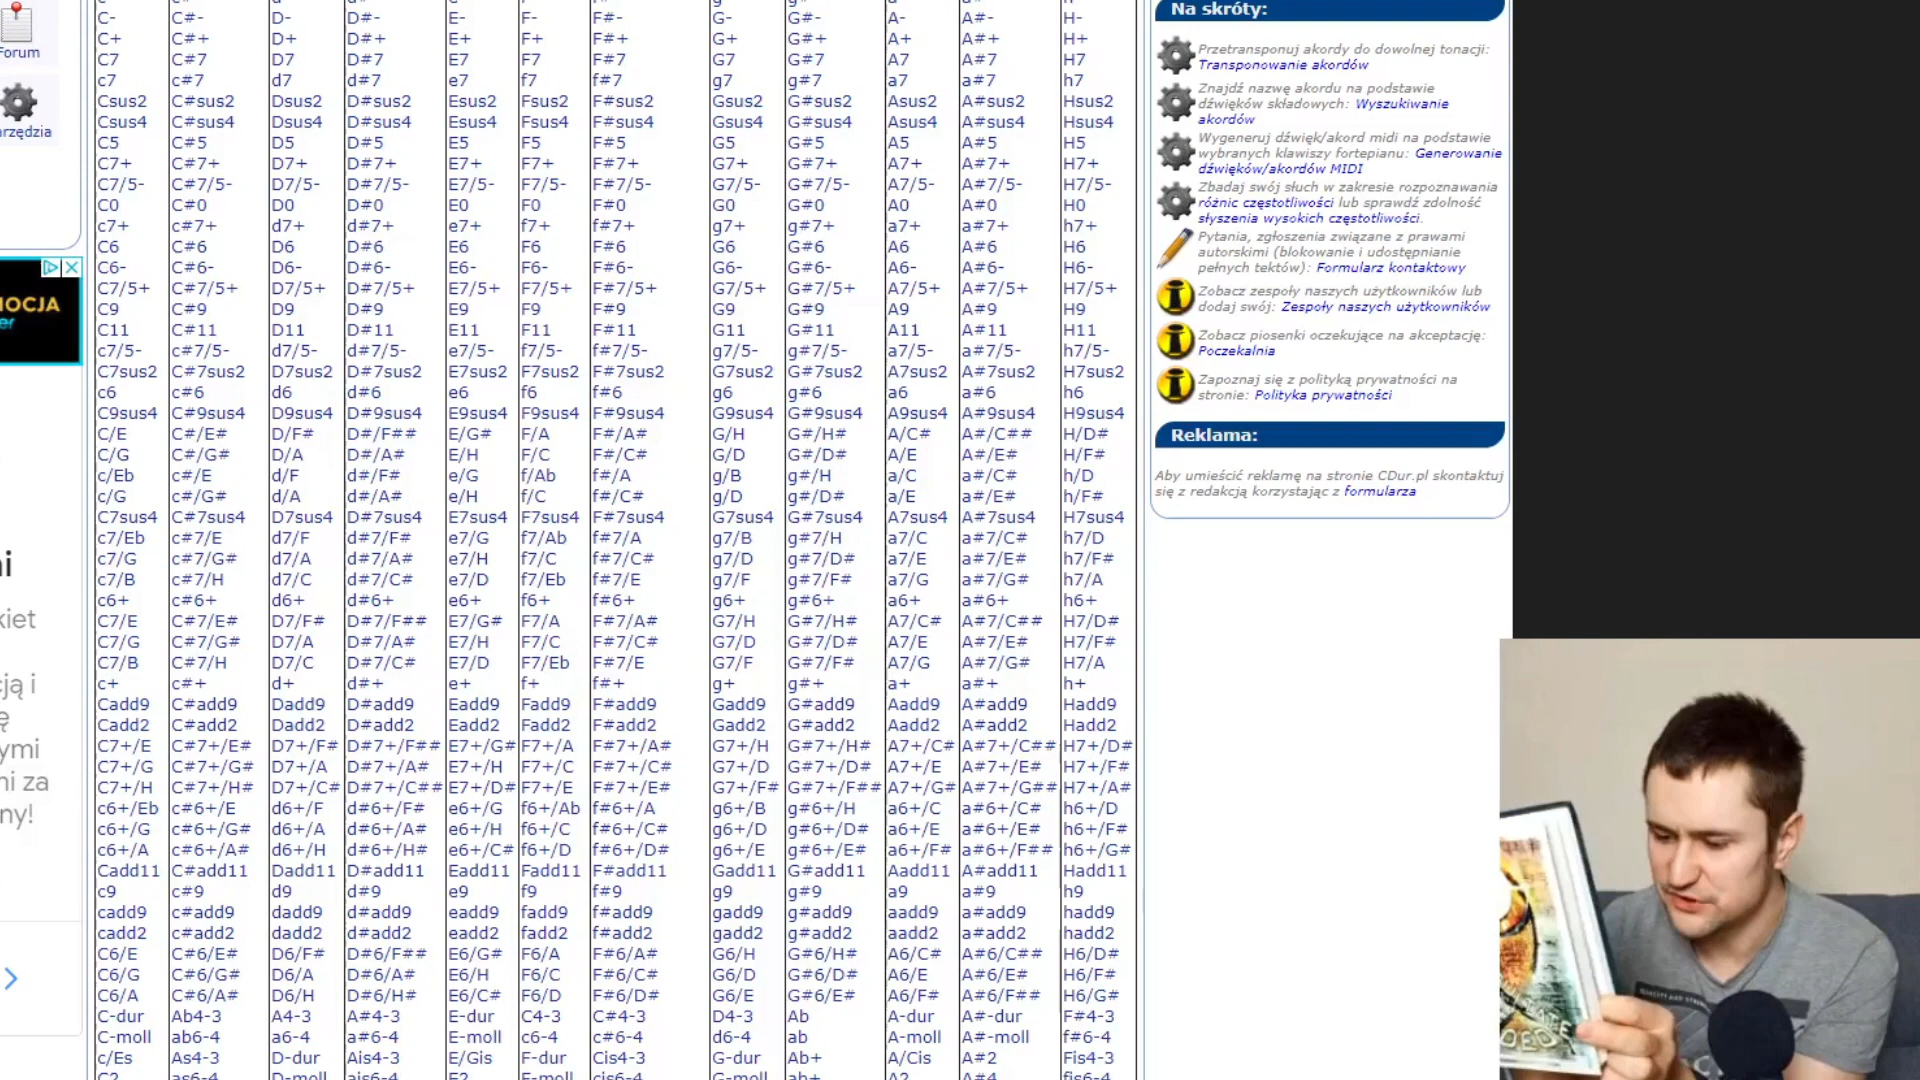 C- C#- D- D#- E- F- F#- G- G#- A- A#- H-
C+ C#+ D+ D#+ E+ F+ F#+ G+ G#+ A+ A#+ H+
C7 C#7 D7 D#7 E7 F7 F#7 G7 G#7 A7 A#7 H7
c7 c#7 d7 d#7 e7 f7 f#7 g7 g#7 a7 a#7 h7
Csus2 C#sus2 Dsus2 D#sus2 Esus2 Fsus2 F#sus2 Gsus2 G#sus2 Asus2 A#sus2 Hsus2
Csus4 C#sus4 Dsus4 D#sus4 Esus4 Fsus4 F#sus4 Gsus4 G#sus4 Asus4 A#sus4 Hsus4
C5 C#5 D5 D#5 E5 F5 F#5 G5 G#5 A5 A#5 H5
C7+ C#7+ D7+ D#7+ E7+ F7+ F#7+ G7+ G#7+ A7+ A#7+ H7+
C7/5- C#7/5- D7/5- D#7/5- E7/5- F7/5- F#7/5- G7/5- G#7/5- A7/5- A#7/5- H7/5-
C0 C#0 D0 D#0 E0 F0 F#0 G0 G#0 A0 A#0 H0
c7+ c#7+ d7+ d#7+ e7+ f7+ f#7+ g7+ g#7+ a7+ a#7+ h7+
C6 C#6 D6 D#6 E6 F6 F#6 G6 G#6 A6 A#6 H6
C6- C#6- D6- D#6- E6- F6- F#6- G6- G#6- A6- A#6- H6-
C7/5+ C#7/5+ D7/5+ D#7/5+ E7/5+ F7/5+ F#7/5+ G7/5+ G#7/5+ A7/5+ A#7/5+ H7/5+
C9 C#9 D9 D#9 E9 F9 F#9 G9 G#9 A9 A#9 H9
C11 C#11 D11 D#11 E11 F11 F#11 G11 G#11 A11 A#11 H11
c7/5- c#7/5- d7/5- d#7/5- e7/5- f7/5- f#7/5- g7/5- g#7/5- a7/5- a#7/5- h7/5-
C7sus2 C#7sus2 D7sus2 D#7sus2 E7sus2 F7sus2 F#7sus2 G7sus2 G#7sus2 A7sus2 A#7sus2 H7sus2
c6 c#6 d6 d#6 e6 f6 f#6 g6 g#6 a6 a#6 h6
C9sus4 C#9sus4 D9sus4 D#9sus4 E9sus4 F9sus4 F#9sus4 G9sus4 G#9sus4 A9sus4 A#9sus4 H9sus4
C/E C#/E# D/F# D#/F## E/G# F/A F#/A# G/H G#/H# A/C# A#/C## H/D#
C/G C#/G# D/A D#/A# E/H F/C F#/C# G/D G#/D# A/E A#/E# H/F#
c/Eb c#/E d/F d#/F# e/G f/Ab f#/A g/B g#/H a/C a#/C# h/D
c/G c#/G# d/A d#/A# e/H f/C f#/C# g/D g#/D# a/E a#/E# h/F#
C7sus4 C#7sus4 D7sus4 D#7sus4 E7sus4 F7sus4 F#7sus4 G7sus4 G#7sus4 A7sus4 A#7sus4 H7sus4
c7/Eb c#7/E d7/F d#7/F# e7/G f7/Ab f#7/A g7/B g#7/H a7/C a#7/C# h7/D
c7/G c#7/G# d7/A d#7/A# e7/H f7/C f#7/C# g7/D g#7/D# a7/E a#7/E# h7/F#
c7/B c#7/H d7/C d#7/C# e7/D f7/Eb f#7/E g7/F g#7/F# a7/G a#7/G# h7/A
c6+ c#6+ d6+ d#6+ e6+ f6+ f#6+ g6+ g#6+ a6+ a#6+ h6+
C7/E C#7/E# D7/F# D#7/F## E7/G# F7/A F#7/A# G7/H G#7/H# A7/C# A#7/C## H7/D#
C7/G C#7/G# D7/A D#7/A# E7/H F7/C F#7/C# G7/D G#7/D# A7/E A#7/E# H7/F#
C7/B C#7/H D7/C D#7/C# E7/D F7/Eb F#7/E G7/F G#7/F# A7/G A#7/G# H7/A
c+ c#+ d+ d#+ e+ f+ f#+ g+ g#+ a+ a#+ h+
Cadd9 C#add9 Dadd9 D#add9 Eadd9 Fadd9 F#add9 Gadd9 G#add9 Aadd9 A#add9 Hadd9
Cadd2 C#add2 Dadd2 D#add2 Eadd2 Fadd2 F#add2 Gadd2 G#add2 Aadd2 A#add2 Hadd2
C7+/E C#7+/E# D7+/F# D#7+/F## E7+/G# F7+/A F#7+/A# G7+/H G#7+/H# A7+/C# A#7+/C## H7+/D#
C7+/G C#7+/G# D7+/A D#7+/A# E7+/H F7+/C F#7+/C# G7+/D G#7+/D# A7+/E A#7+/E# H7+/F#
C7+/H C#7+/H# D7+/C# D#7+/C## E7+/D# F7+/E F#7+/E# G7+/F# G#7+/F## A7+/G# A#7+/G## H7+/A#
c6+/Eb c#6+/E d6+/F d#6+/F# e6+/G f6+/Ab f#6+/A g6+/B g#6+/H a6+/C a#6+/C# h6+/D
c6+/G c#6+/G# d6+/A d#6+/A# e6+/H f6+/C f#6+/C# g6+/D g#6+/D# a6+/E a#6+/E# h6+/F#
c6+/A c#6+/A# d6+/H d#6+/H# e6+/C# f6+/D f#6+/D# g6+/E g#6+/E# a6+/F# a#6+/F## h6+/G#
Cadd11 C#add11 Dadd11 D#add11 Eadd11 Fadd11 F#add11 Gadd11 G#add11 Aadd11 A#add11 Hadd11
c9 c#9 d9 d#9 e9 f9 f#9 g9 g#9 a9 a#9 h9
cadd9 c#add9 dadd9 d#add9 eadd9 fadd9 f#add9 gadd9 g#add9 aadd9 a#add9 hadd9
cadd2 c#add2 dadd2 d#add2 eadd2 fadd2 f#add2 gadd2 g#add2 aadd2 a#add2 hadd2
C6/E C#6/E# D6/F# D#6/F## E6/G# F6/A F#6/A# G6/H G#6/H# A6/C# A#6/C## H6/D#
C6/G C#6/G# D6/A D#6/A# E6/H F6/C F#6/C# G6/D G#6/D# A6/E A#6/E# H6/F#
C6/A C#6/A# D6/H D#6/H# E6/C# F6/D F#6/D# G6/E G#6/E# A6/F# A#6/F## H6/G#
C-dur Ab4-3 A4-3 A#4-3 E-dur C4-3 C#4-3 D4-3 Ab A-dur A#-dur F#4-3
C-moll ab6-4 a6-4 a#6-4 E-moll c6-4 c#6-4 d6-4 ab A-moll A#-moll f#6-4
c/Es As4-3 D-dur Ais4-3 E/Gis F-dur Cis4-3 G-dur Ab+ A/Cis A#2 Fis4-3
C2 as6-4 D-moll ais6-4 E2 F-moll cis6-4 G-moll ab+ A2 A#4 fis6-4
Forum
arzędzia
MOCJA
er
ni
kiet
cją i
ę
ymi
ni za
ny!
Na skróty:
Przetransponuj akordy do dowolnej tonacji:
Transponowanie akordów
Znajdź nazwę akordu na podstawie
dźwięków składowych: Wyszukiwanie
akordów
Wygeneruj dźwięk/akord midi na podstawie
wybranych klawiszy fortepianu: Generowanie
dźwięków/akordów MIDI
Zbadaj swój słuch w zakresie rozpoznawania
różnic częstotliwości lub sprawdź zdolność
słyszenia wysokich częstotliwości.
Pytania, zgłoszenia związane z prawami
autorskimi (blokowanie i udostępnianie
pełnych tektów): Formularz kontaktowy
Zobacz zespoły naszych użytkowników lub
dodaj swój: Zespoły naszych użytkowników
Zobacz piosenki oczekujące na akceptację:
Poczekalnia
Zapoznaj się z polityką prywatności na
stronie: Polityka prywatności
Reklama:
Aby umieścić reklamę na stronie CDur.pl skontaktuj
się z redakcją korzystając z formularza